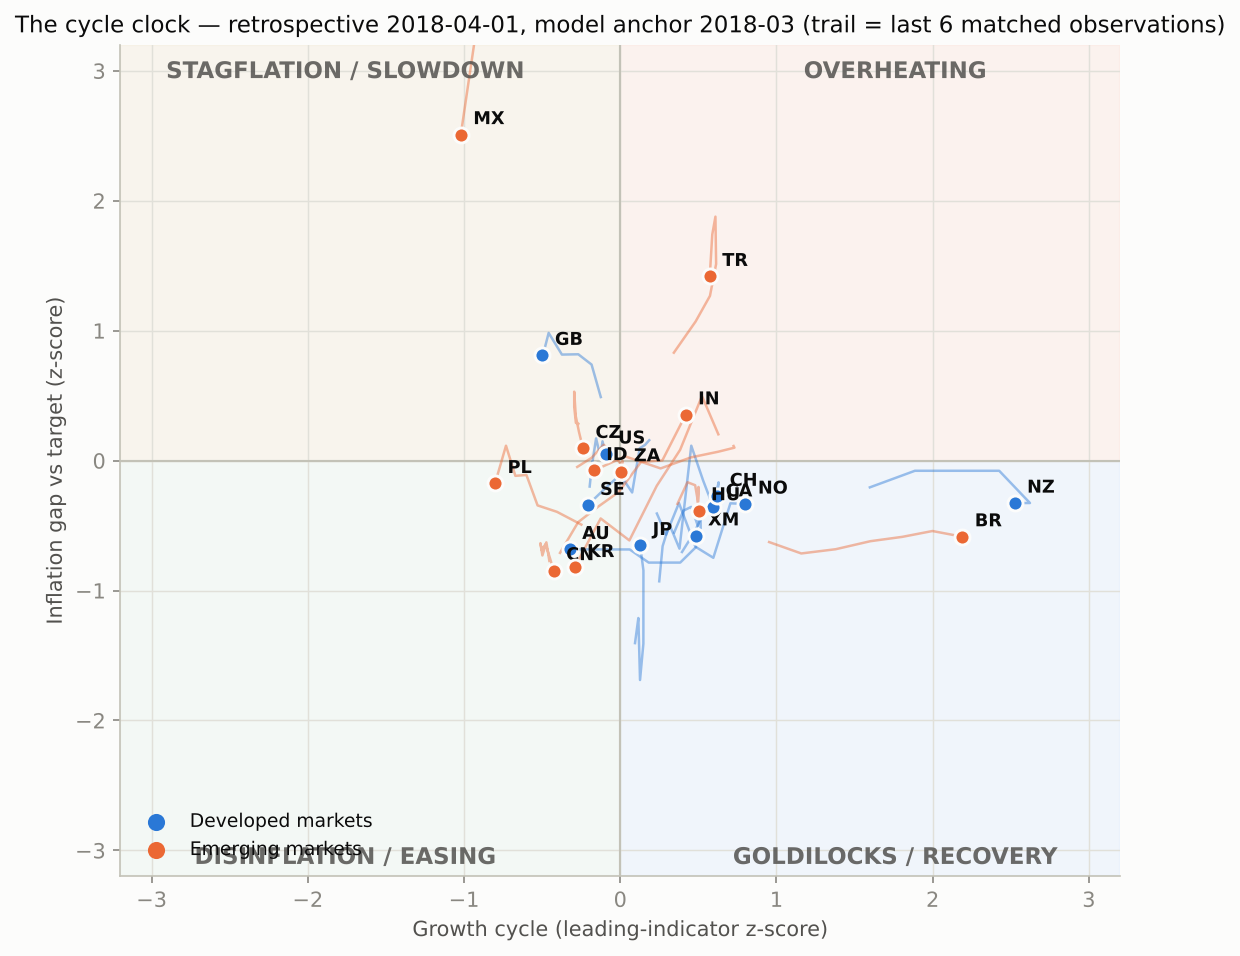 The cycle clock — retrospective 2018-04-01, model anchor 2018-03 (trail = last 6 matched observations)
STAGFLATION / SLOWDOWN
OVERHEATING
MX
TR
GB
IN
CZ
US
ID
ZA
PL
SE
CH
CA
NO
HU
NZ
XM
BR
JP
AU
KR
CN
Developed markets
Emerging markets
DISINFLATION / EASING
GOLDILOCKS / RECOVERY
3
2
1
0
−1
−2
−3
−3
−2
−1
0
1
2
3
Growth cycle (leading-indicator z-score)
Inflation gap vs target (z-score)